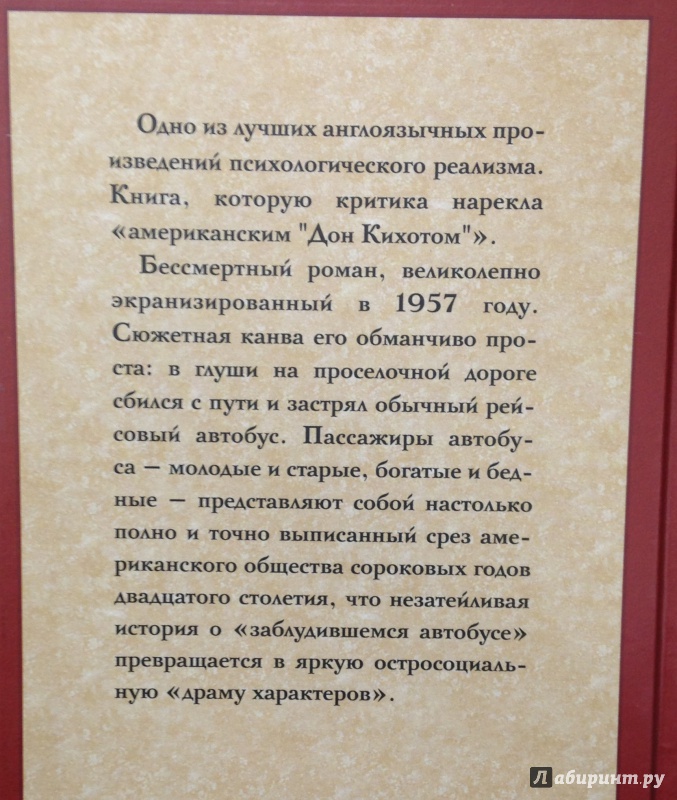 Одно из лучших англоязычных про-
изведений психологического реализма.
Книга, которую критика нарекла
«американским "Дон Кихотом"».
Бессмертный роман, великолепно
экранизированный в 1957 году.
Сюжетная канва его обманчиво про-
ста: в глуши на проселочной дороге
сбился с пути и застрял обычный рей-
совый автобус. Пассажиры автобу-
са – молодые и старые, богатые и бед-
ные – представляют собой настолько
полно и точно выписанный срез аме-
риканского общества сороковых годов
двадцатого столетия, что незатейливая
история о «заблудившемся автобусе»
превращается в яркую остросоциаль-
ную «драму характеров».
Лабиринт.ру